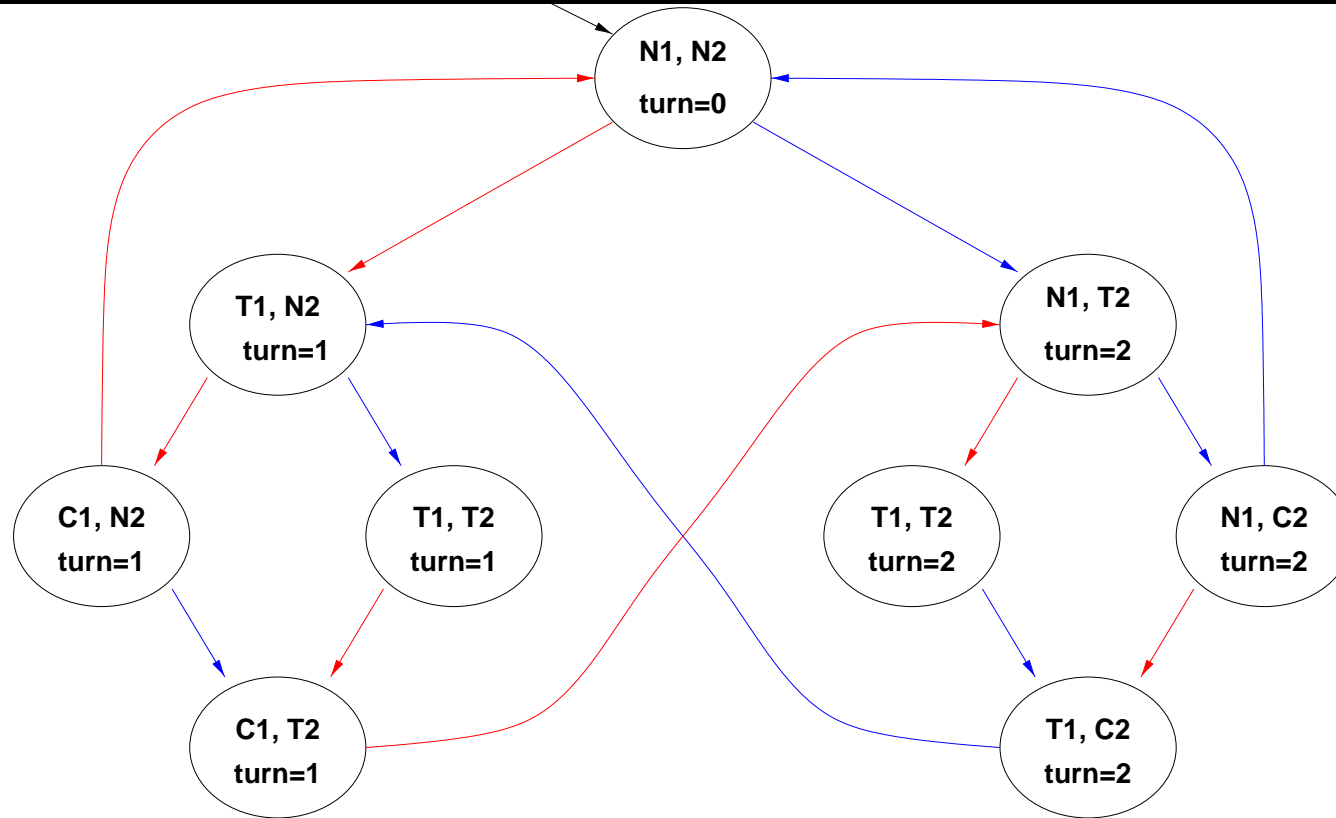 N1, N2
turn=0
T1, N2
turn=1
N1, T2
turn=2
C1, N2
turn=1
T1, T2
turn=1
T1, T2
turn=2
N1, C2
turn=2
C1, T2
turn=1
T1, C2
turn=2